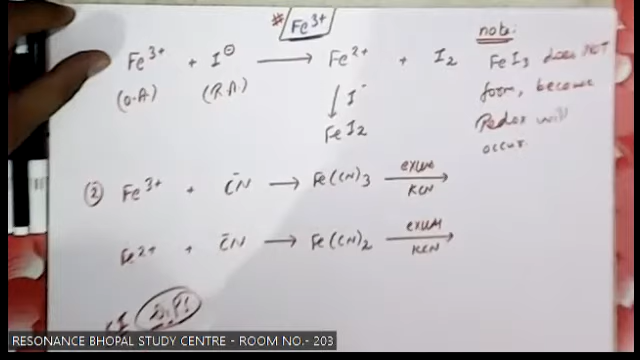 # Fe³⁺
Fe³⁺ + I⊖ ⟶ Fe²⁺ + I₂
(O.A) (R.A)
↓ I⁻
FeI₂
note:
FeI₃ does NOT
form, because
Redox will
occur.
② Fe³⁺ + C̄N ⟶ Fe(CN)₃ excess KCN ⟶
Fe²⁺ + C̄N ⟶ Fe(CN)₂ excess KCN ⟶
RESONANCE BHOPAL STUDY CENTRE - ROOM NO.- 203